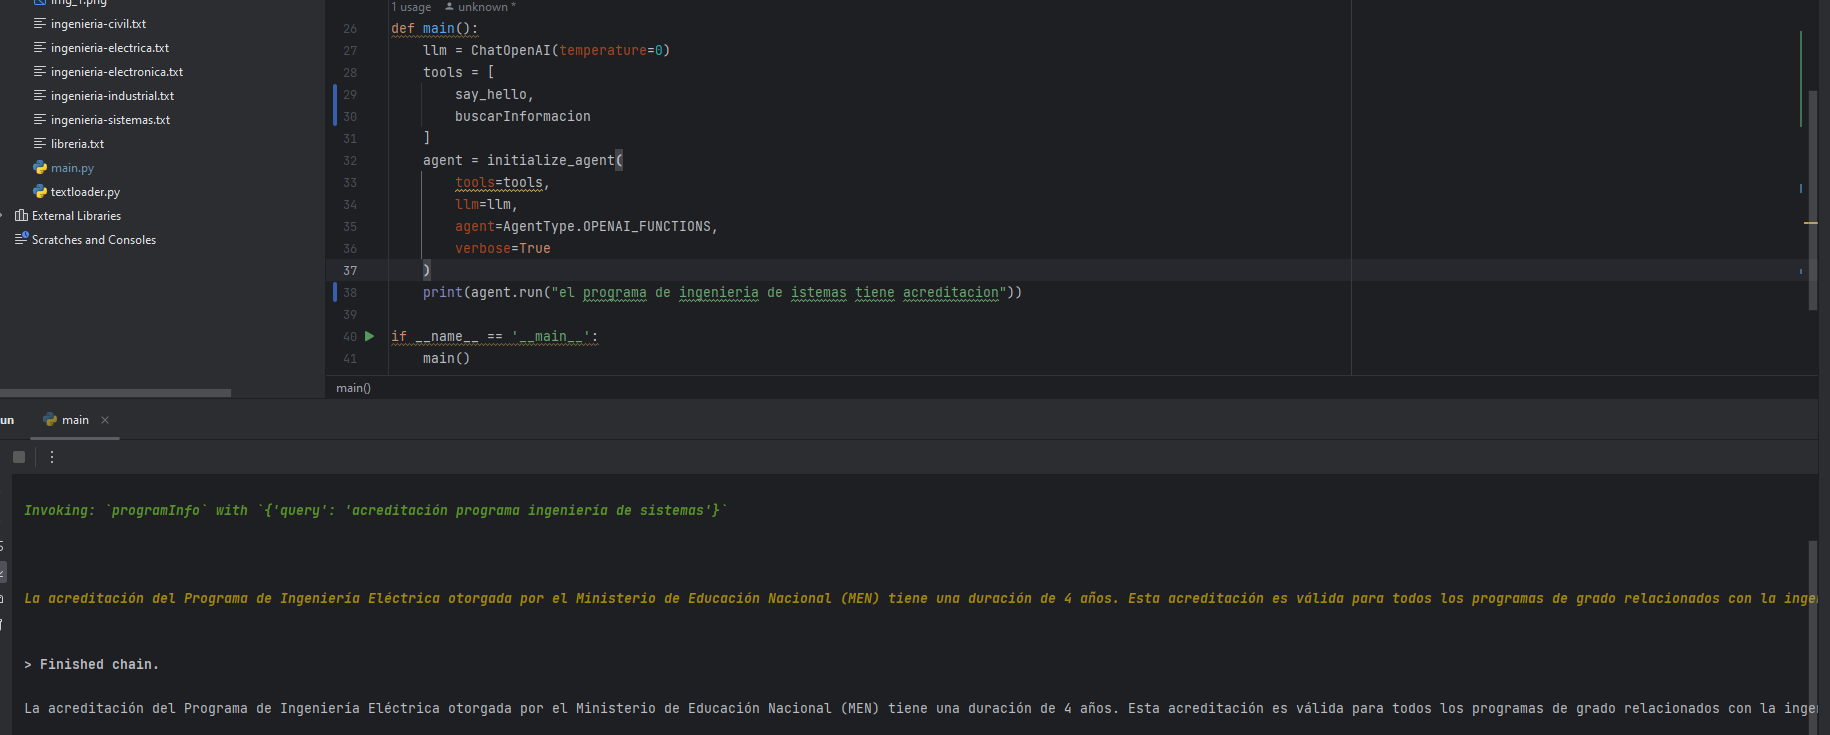 img_1.png
ingenieria-civil.txt
ingenieria-electrica.txt
ingenieria-electronica.txt
ingenieria-industrial.txt
ingenieria-sistemas.txt
libreria.txt
main.py
textloader.py
External Libraries
Scratches and Consoles
1 usage unknown *
26 def main():
27 llm = ChatOpenAI(temperature=0)
28 tools = [
29 say_hello,
30 buscarInformacion
31 ]
32 agent = initialize_agent(
33 tools=tools,
34 llm=llm,
35 agent=AgentType.OPENAI_FUNCTIONS,
36 verbose=True
37 )
38 print(agent.run("el programa de ingenieria de istemas tiene acreditacion"))
39
40 if __name__ == '__main__':
41 main()
main()
un main
Invoking: `programInfo` with `{'query': 'acreditación programa ingeniería de sistemas'}`
La acreditación del Programa de Ingeniería Eléctrica otorgada por el Ministerio de Educación Nacional (MEN) tiene una duración de 4 años. Esta acreditación es válida para todos los programas de grado relacionados con la inge
> Finished chain.
La acreditación del Programa de Ingeniería Eléctrica otorgada por el Ministerio de Educación Nacional (MEN) tiene una duración de 4 años. Esta acreditación es válida para todos los programas de grado relacionados con la inge